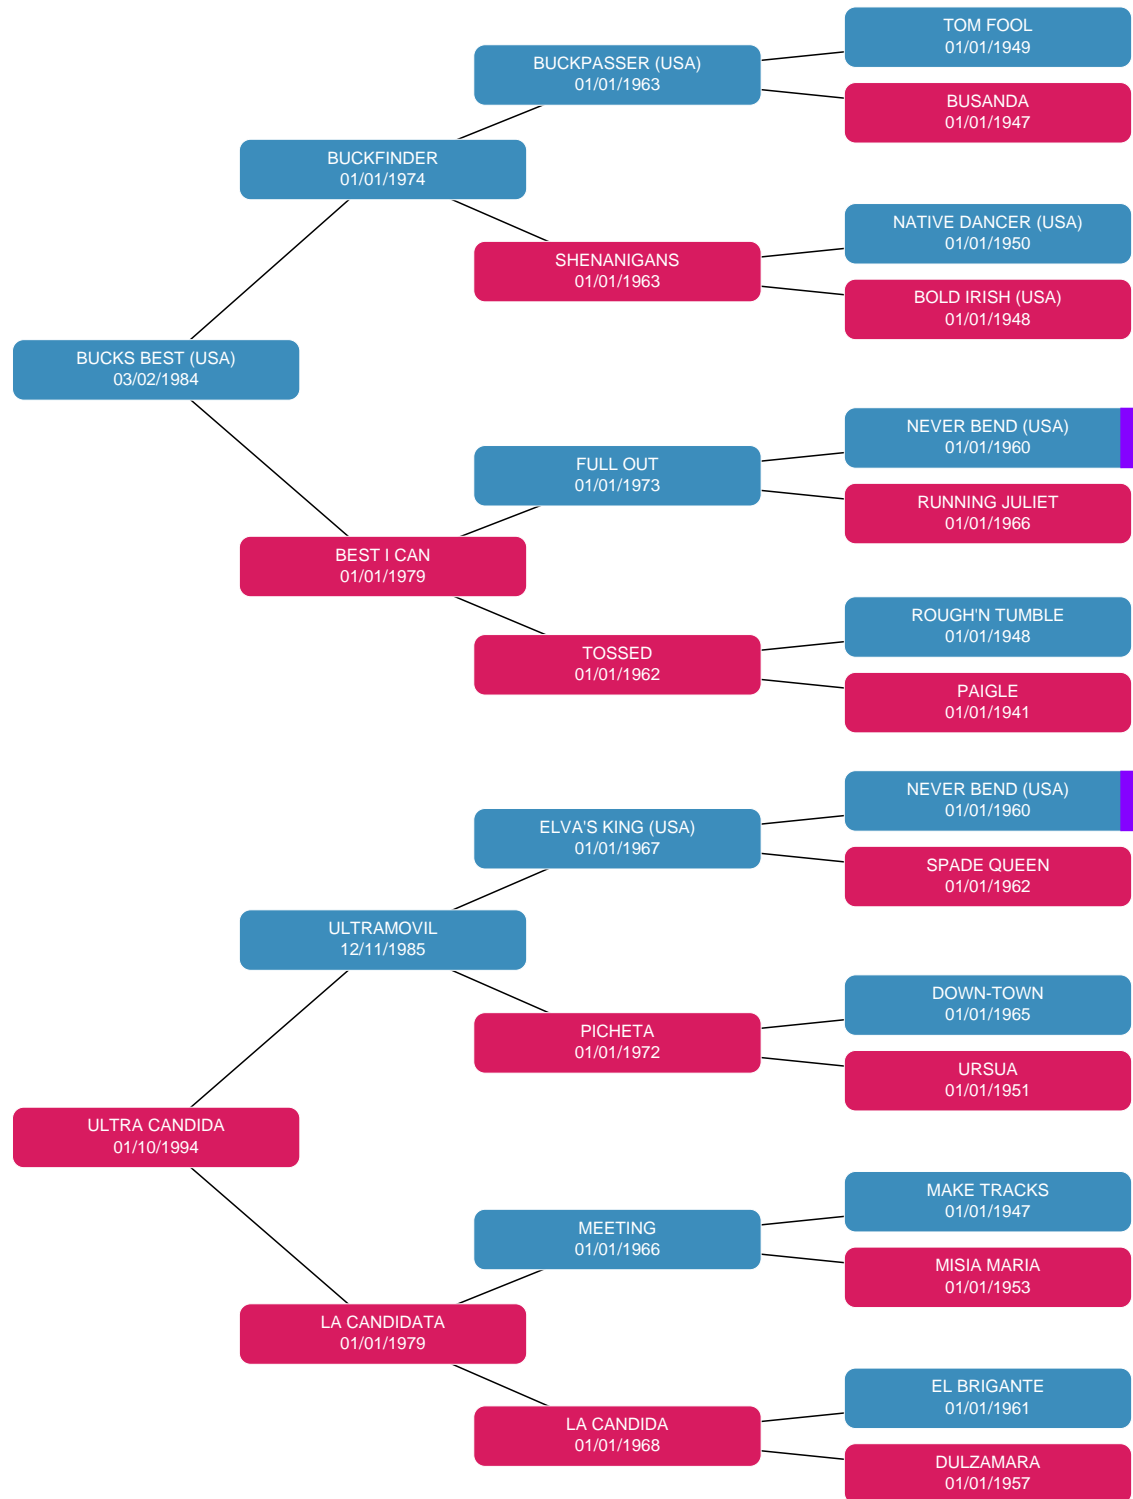 TOM FOOL
01/01/1949
BUCKPASSER (USA)
01/01/1963
BUSANDA
01/01/1947
BUCKFINDER
01/01/1974
NATIVE DANCER (USA)
01/01/1950
SHENANIGANS
01/01/1963
BOLD IRISH (USA)
01/01/1948
BUCKS BEST (USA)
03/02/1984
NEVER BEND (USA)
01/01/1960
FULL OUT
01/01/1973
RUNNING JULIET
01/01/1966
BEST I CAN
01/01/1979
ROUGH'N TUMBLE
01/01/1948
TOSSED
01/01/1962
PAIGLE
01/01/1941
NEVER BEND (USA)
01/01/1960
ELVA'S KING (USA)
01/01/1967
SPADE QUEEN
01/01/1962
ULTRAMOVIL
12/11/1985
DOWN-TOWN
01/01/1965
PICHETA
01/01/1972
URSUA
01/01/1951
ULTRA CANDIDA
01/10/1994
MAKE TRACKS
01/01/1947
MEETING
01/01/1966
MISIA MARIA
01/01/1953
LA CANDIDATA
01/01/1979
EL BRIGANTE
01/01/1961
LA CANDIDA
01/01/1968
DULZAMARA
01/01/1957